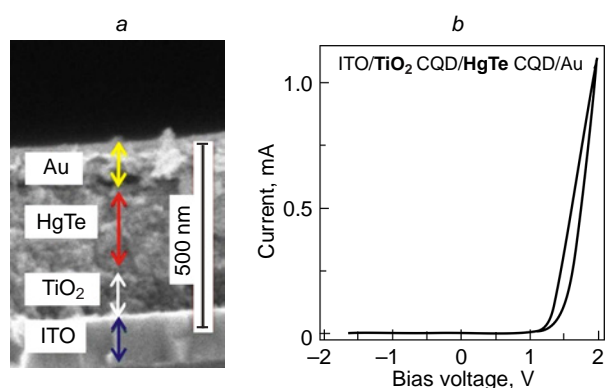 a
Au
HgTe
TiO₂
ITO
500 nm
b
ITO/TiO₂ CQD/HgTe CQD/Au
Current, mA
1.0
0.5
0
−2
−1
0
1
2
Bias voltage, V